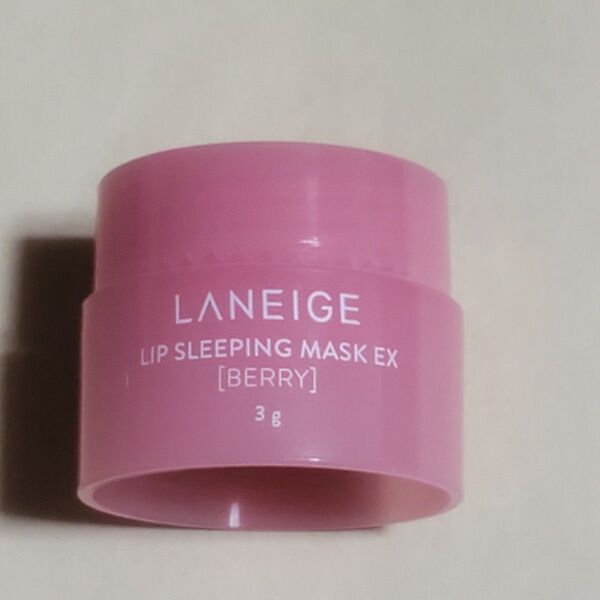 LANEIGE
LIP SLEEPING MASK EX
[BERRY]
3 g